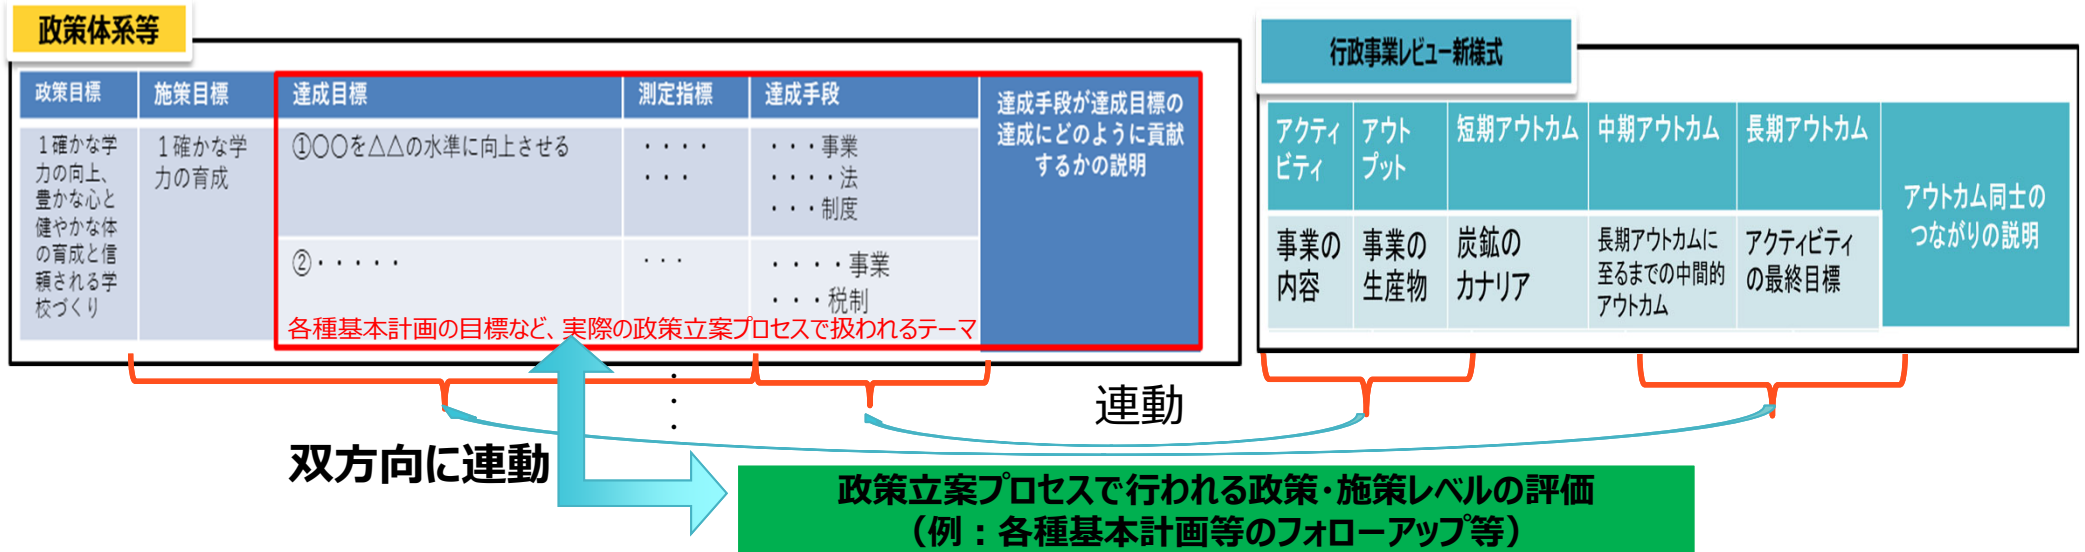 政策体系等
政策目標
施策目標
達成目標
測定指標
達成手段
達成手段が達成目標の
達成にどのように貢献
するかの説明
1確かな学
力の向上、
豊かな心と
健やかな体
の育成と信
頼される学
校づくり
1確かな学
力の育成
①〇〇を△△の水準に向上させる
・・・・
・・・
・・・事業
・・・・法
・・・制度
②・・・・・
・・・
・・・・事業
・・・税制
各種基本計画の目標など、実際の政策立案プロセスで扱われるテーマ
・
・
・
行政事業レビュー新様式
アクティ
ビティ
アウト
プット
短期アウトカム
中期アウトカム
長期アウトカム
アウトカム同士の
つながりの説明
事業の
内容
事業の
生産物
炭鉱の
カナリア
長期アウトカムに
至るまでの中間的
アウトカム
アクティビティ
の最終目標
連動
双方向に連動
政策立案プロセスで行われる政策・施策レベルの評価
（例：各種基本計画等のフォローアップ等）